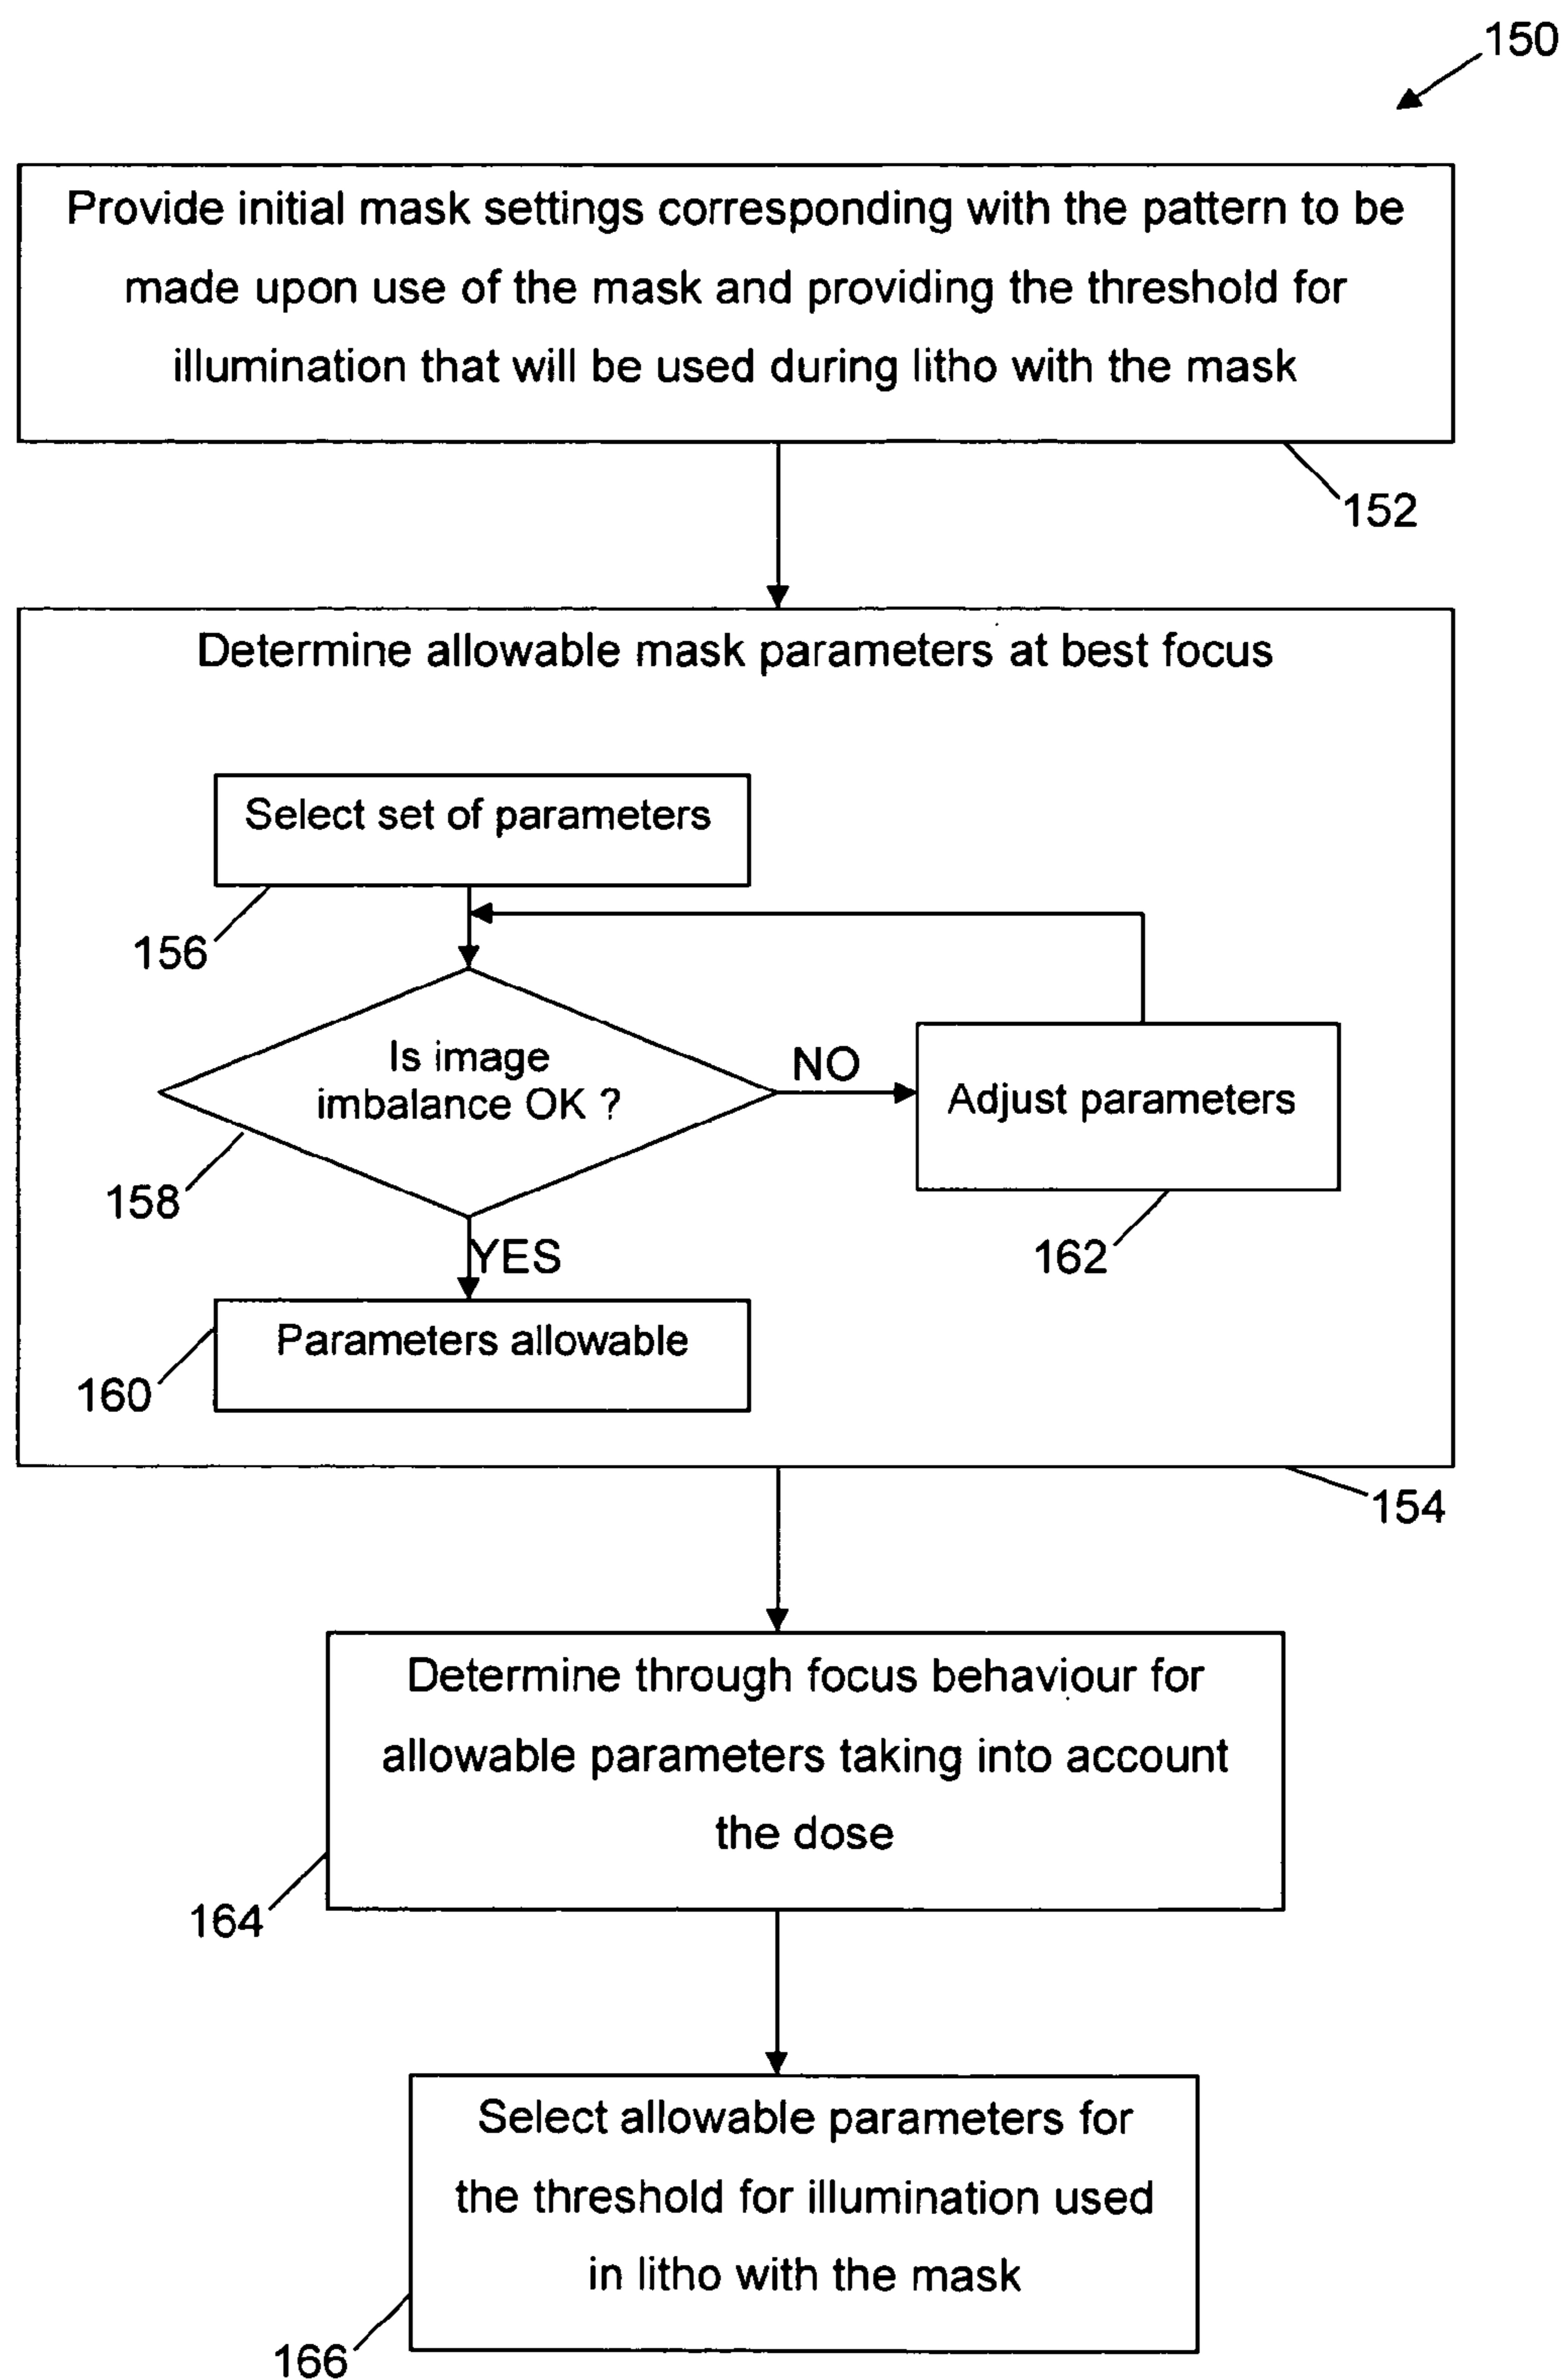 150
Provide initial mask settings corresponding with the pattern to be
made upon use of the mask and providing the threshold for
illumination that will be used during litho with the mask
152
Determine allowable mask parameters at best focus
Select set of parameters
156
Is image
imbalance OK ?
NO
Adjust parameters
158
162
YES
Parameters allowable
160
154
Determine through focus behaviour for
allowable parameters taking into account
the dose
164
Select allowable parameters for
the threshold for illumination used
in litho with the mask
166